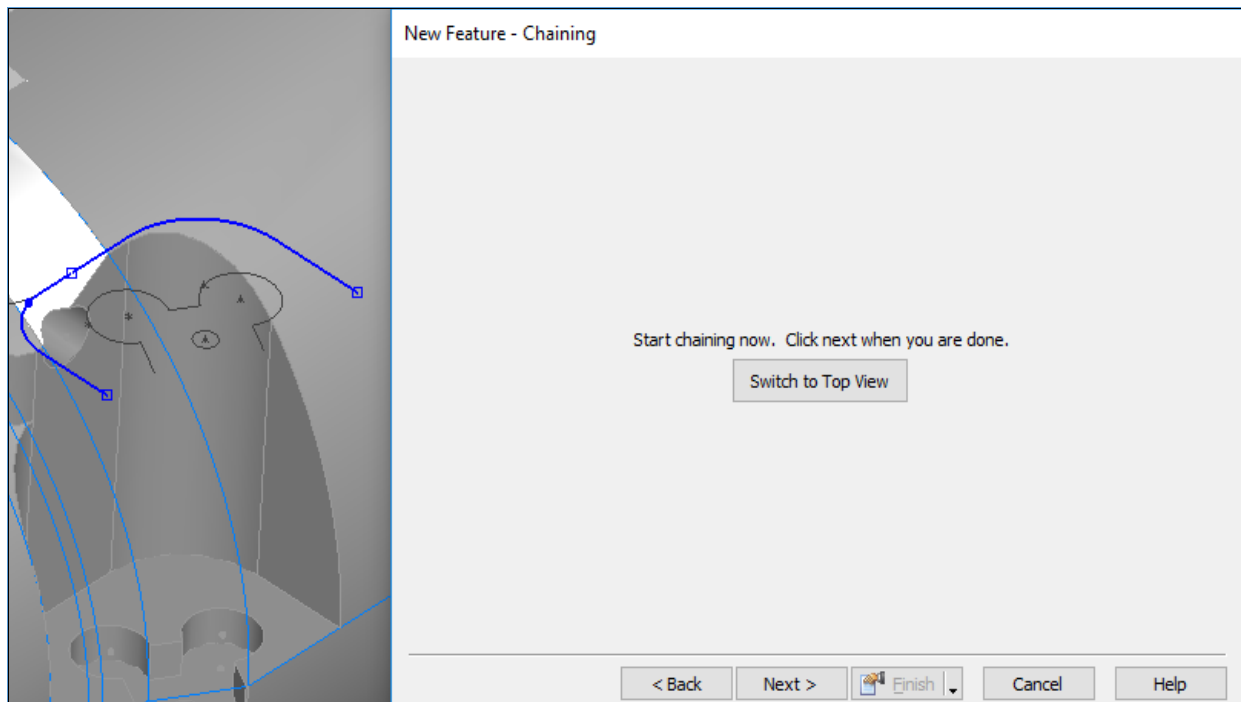 New Feature - Chaining
Start chaining now. Click next when you are done.
Switch to Top View
< Back Next > Finish Cancel Help